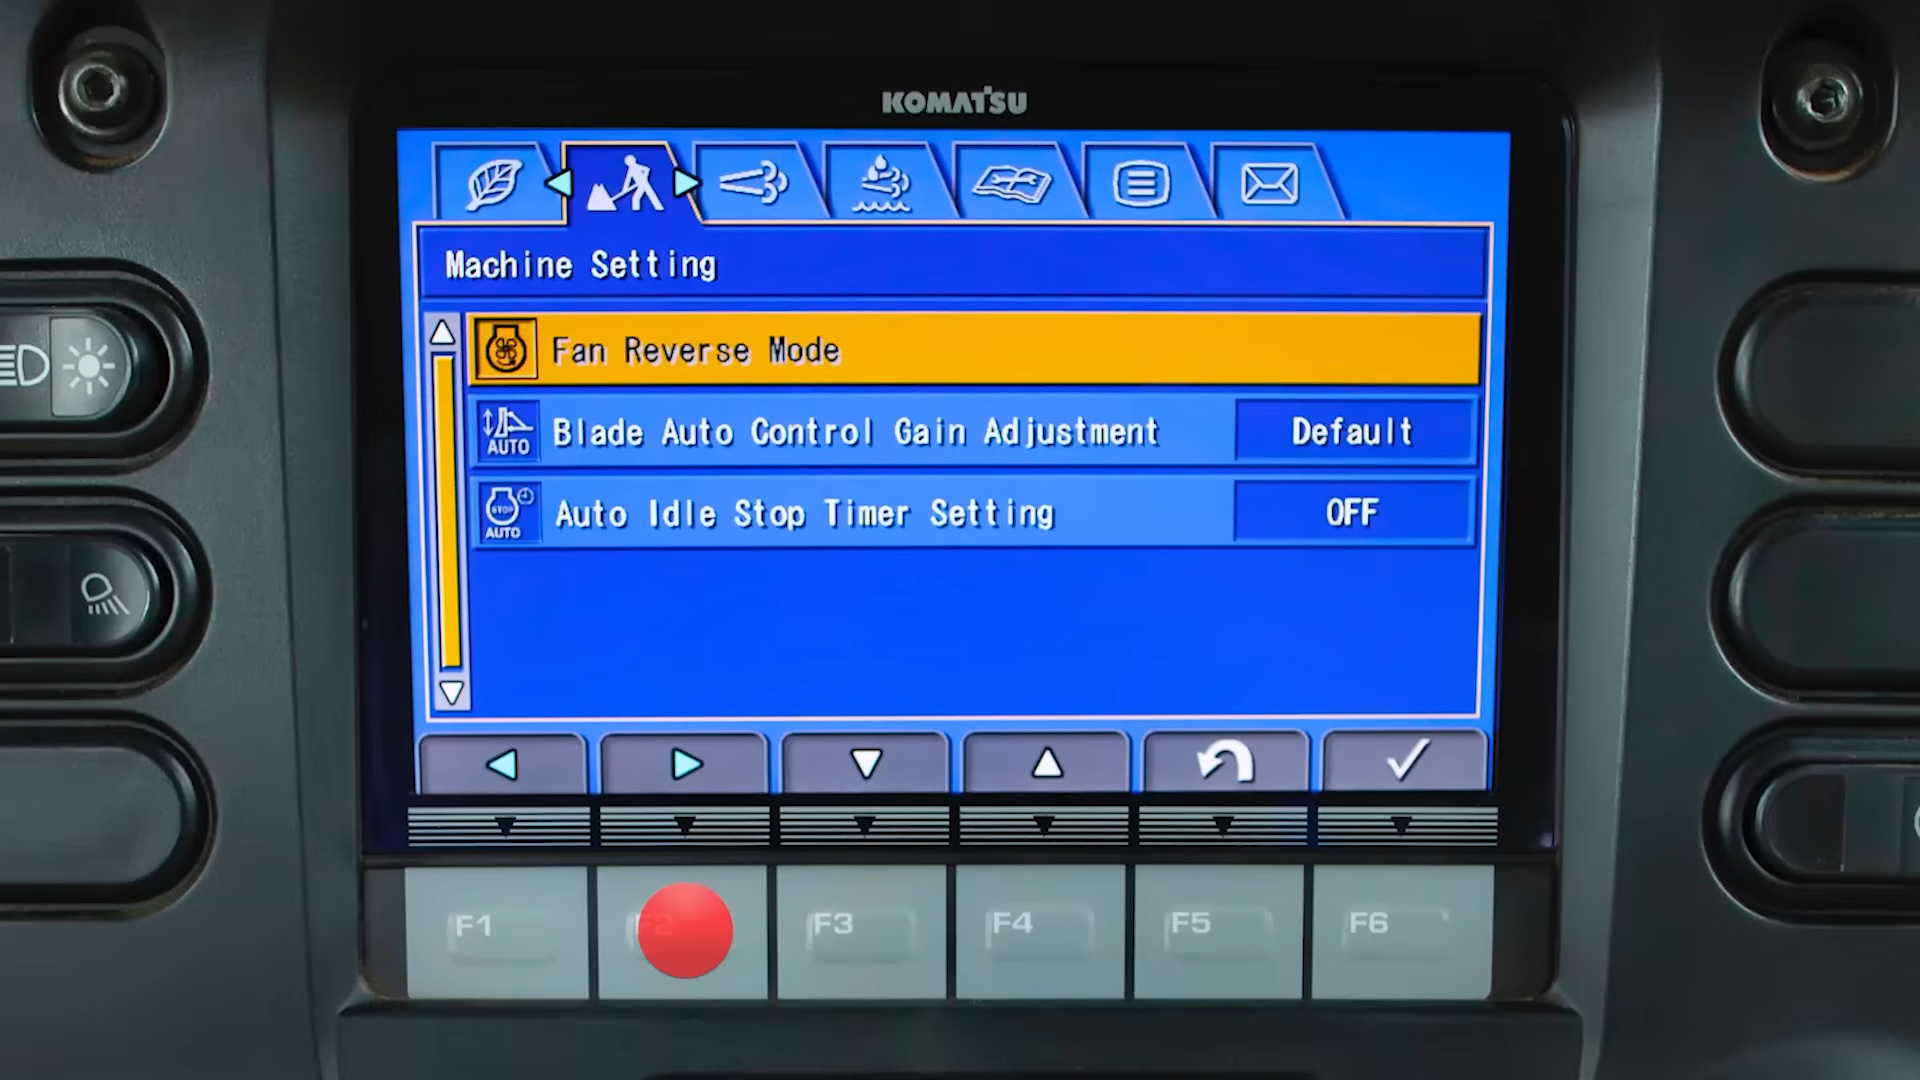 KOMATSU
Machine Setting
Fan Reverse Mode
AUTO
Blade Auto Control Gain Adjustment
Default
STOP
AUTO
Auto Idle Stop Timer Setting
OFF
F1
F2
F3
F4
F5
F6